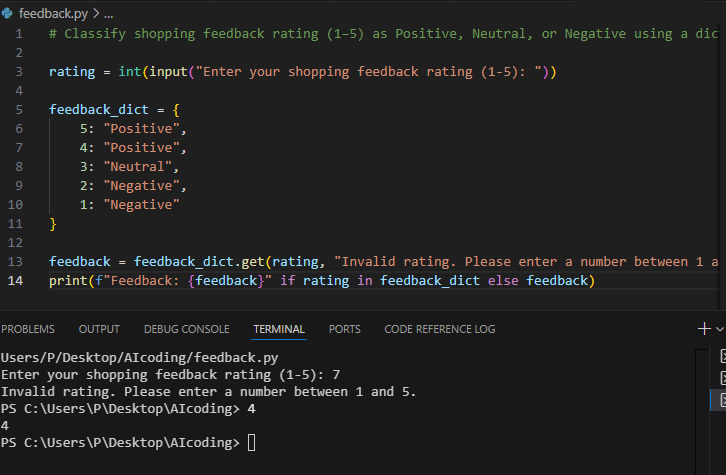 feedback.py > ...
1 # Classify shopping feedback rating (1–5) as Positive, Neutral, or Negative using a dic
2
3 rating = int(input("Enter your shopping feedback rating (1-5): "))
4
5 feedback_dict = {
6 5: "Positive",
7 4: "Positive",
8 3: "Neutral",
9 2: "Negative",
10 1: "Negative"
11 }
12
13 feedback = feedback_dict.get(rating, "Invalid rating. Please enter a number between 1 a
14 print(f"Feedback: {feedback}" if rating in feedback_dict else feedback)
PROBLEMS OUTPUT DEBUG CONSOLE TERMINAL PORTS CODE REFERENCE LOG
Users/P/Desktop/AIcoding/feedback.py
Enter your shopping feedback rating (1-5): 7
Invalid rating. Please enter a number between 1 and 5.
PS C:\Users\P\Desktop\AIcoding> 4
4
PS C:\Users\P\Desktop\AIcoding>